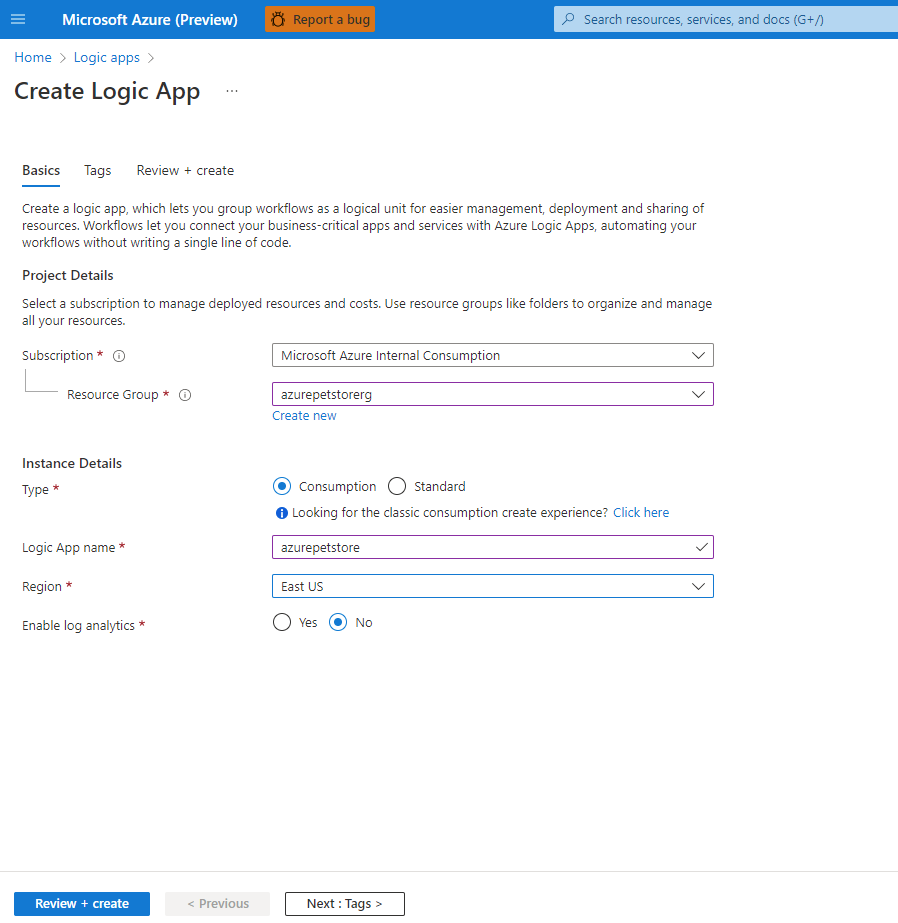 Microsoft Azure (Preview)
Report a bug
Search resources, services, and docs (G+/)
Home > Logic apps >
Create Logic App ...
Basics
Tags
Review + create
Create a logic app, which lets you group workflows as a logical unit for easier management, deployment and sharing of
resources. Workflows let you connect your business-critical apps and services with Azure Logic Apps, automating your
workflows without writing a single line of code.
Project Details
Select a subscription to manage deployed resources and costs. Use resource groups like folders to organize and manage
all your resources.
Subscription *
Microsoft Azure Internal Consumption
Resource Group *
azurepetstorerg
Create new
Instance Details
Type *
Consumption
Standard
Looking for the classic consumption create experience? Click here
Logic App name *
azurepetstore
Region *
East US
Enable log analytics *
Yes
No
Review + create
< Previous
Next : Tags >